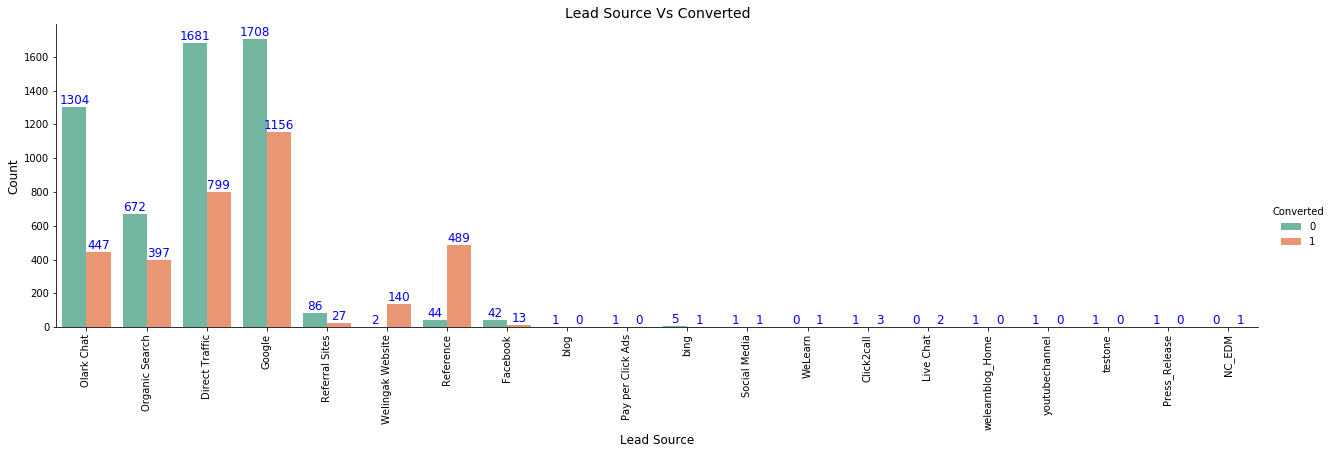 Lead Source Vs Converted
Count
1600
1400
1200
1000
800
600
400
200
0
1304
447
672
397
1681
799
1708
1156
86
27
2
140
44
489
42
13
1
0
1
0
5
1
1
1
0
1
1
3
0
2
1
0
1
0
1
0
1
0
0
1
Olark Chat
Organic Search
Direct Traffic
Google
Referral Sites
Welingak Website
Reference
Facebook
blog
Pay per Click Ads
bing
Social Media
WeLearn
Click2call
Live Chat
welearnblog_Home
youtubechannel
testone
Press_Release
NC_EDM
Lead Source
Converted
0
1